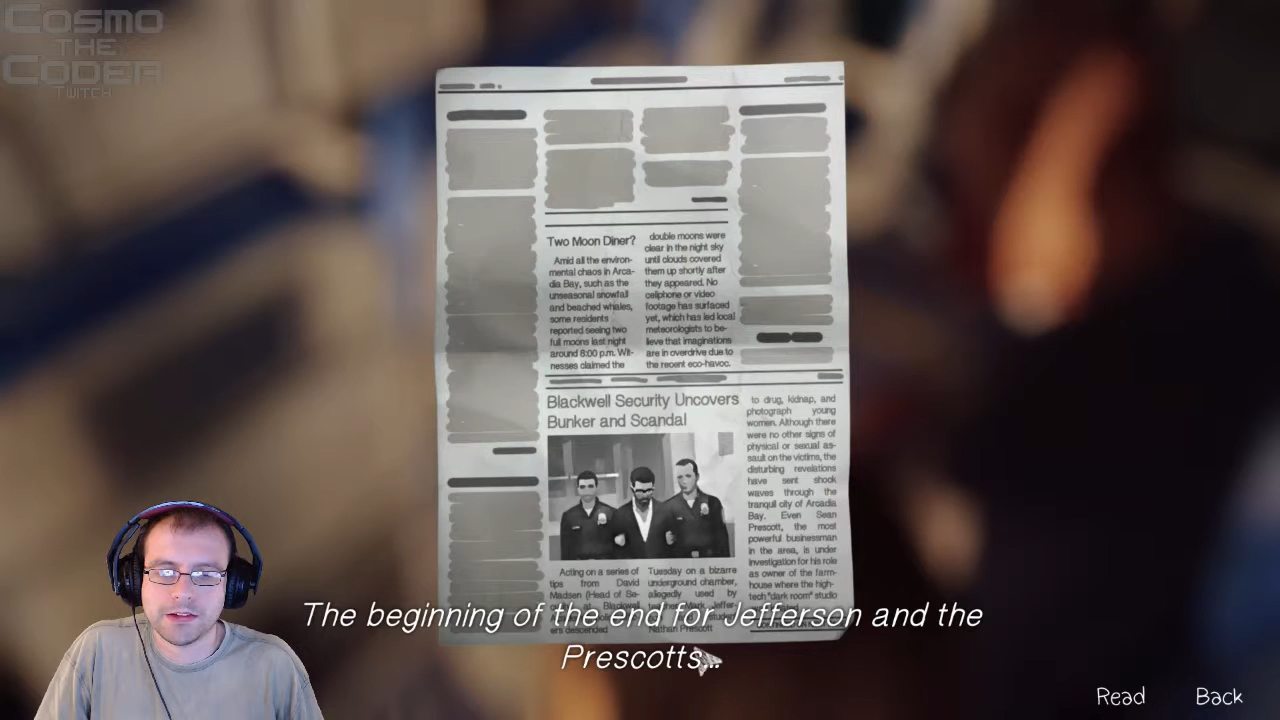 COSMO
THE
CODER
TWITCH
Two Moon Diner?
Amid all the environ-
mental chaos in Arca-
dia Bay, such as the
unseasonal snowfall
and beached whales,
some residents
reported seeing two
full moons last night
around 8:00 p.m. Wit-
nesses claimed the
double moons were
clear in the night sky
until clouds covered
them up shortly after
they appeared. No
cellphone or video
footage has surfaced
yet, which has led local
meteorologists to be-
lieve that imaginations
are in overdrive due to
the recent eco-havoc.
Blackwell Security Uncovers
Bunker and Scandal
Acting on a series of
tips from David
Madsen (Head of Se-
Blackwell
ers descended
Tuesday on a bizarre
underground chamber,
allegedly used by
Mark Jeffer-
Nathan Prescott
to drug, kidnap, and
photograph young
women. Although there
were no other signs of
physical or sexual as-
sault on the victims, the
disturbing revelations
have sent shock
waves through the
tranquil city of Arcadia
Bay. Even Sean
Prescott, the most
powerful businessman
in the area, is under
investigation for his role
as owner of the farm-
house where the high-
tech "dark room" studio
The beginning of the end for Jefferson and the
Prescotts...
Read Back